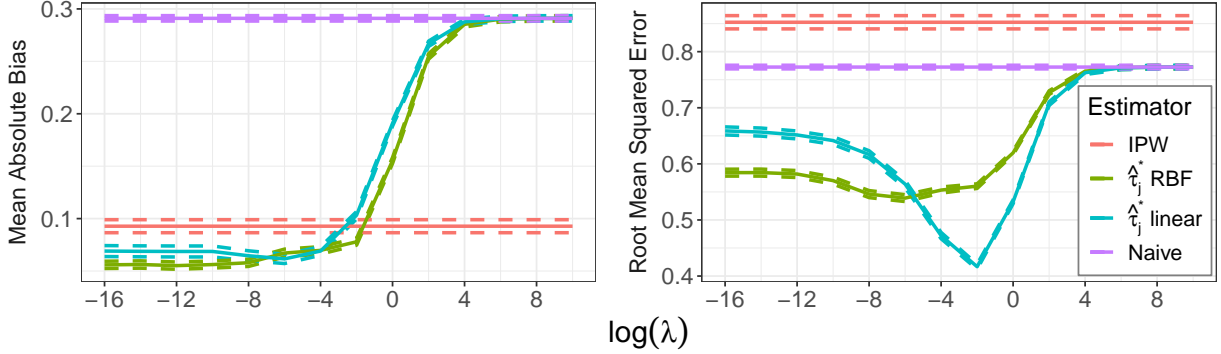 Mean Absolute Bias
0.3
0.2
0.1
−16 −12 −8 −4 0 4 8
Root Mean Squared Error
0.8
0.7
0.6
0.5
0.4
−16 −12 −8 −4 0 4 8
Estimator
IPW
τ̂*ⱼ RBF
τ̂*ⱼ linear
Naive
log(λ)